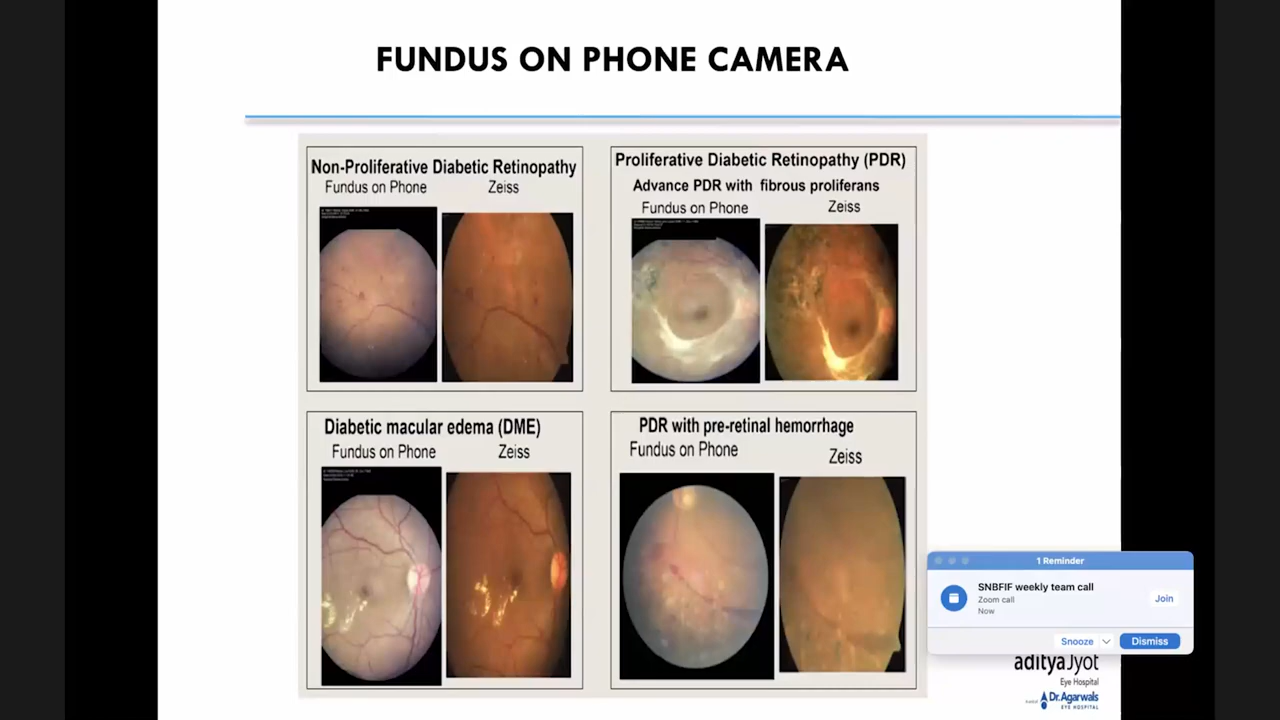 FUNDUS ON PHONE CAMERA
Non-Proliferative Diabetic Retinopathy
Fundus on Phone Zeiss
Proliferative Diabetic Retinopathy (PDR)
Advance PDR with fibrous proliferans
Fundus on Phone Zeiss
Diabetic macular edema (DME)
Fundus on Phone Zeiss
PDR with pre-retinal hemorrhage
Fundus on Phone Zeiss
1 Reminder
SNBFIF weekly team call
Zoom call
Now
Join
Snooze
Dismiss
adityaJyot
Eye Hospital
Dr.Agarwals
EYE HOSPITAL